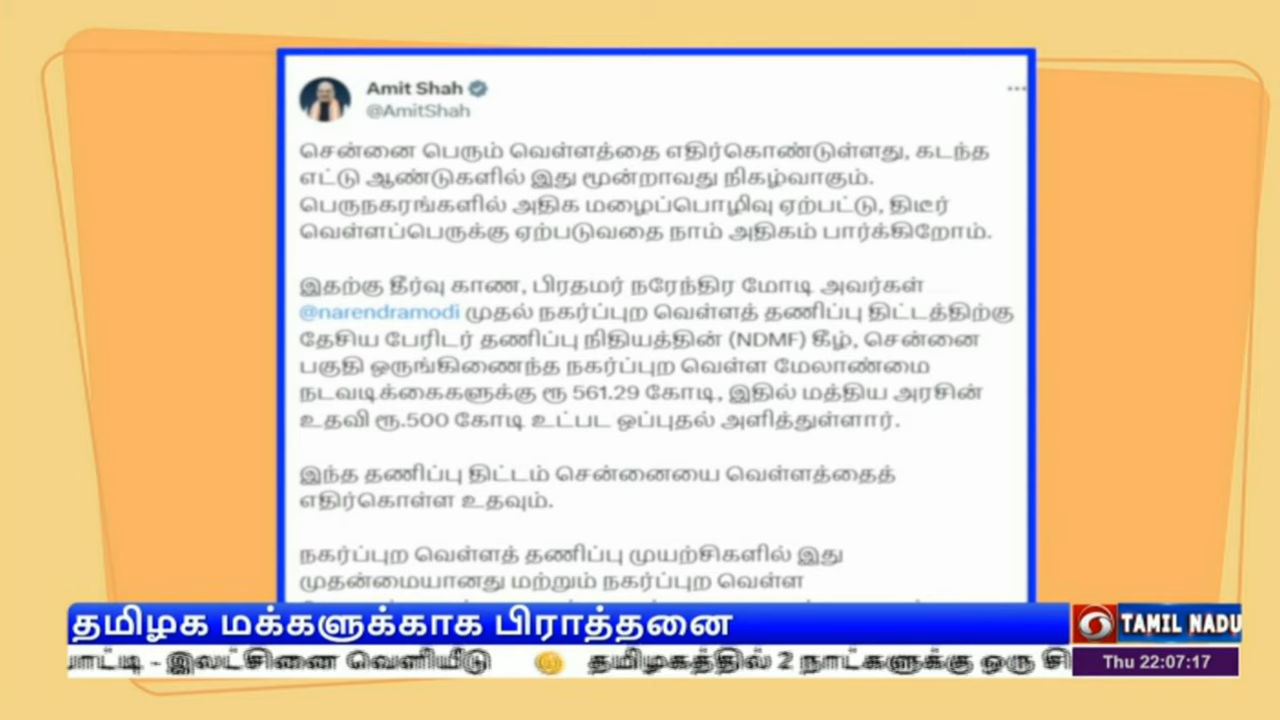 Amit Shah
@AmitShah
சென்னை பெரும் வெள்ளத்தை எதிர்கொண்டுள்ளது, கடந்த
எட்டு ஆண்டுகளில் இது மூன்றாவது நிகழ்வாகும்.
பெருநகரங்களில் அதிக மழைப்பொழிவு ஏற்பட்டு, திடீர்
வெள்ளப்பெருக்கு ஏற்படுவதை நாம் அதிகம் பார்க்கிறோம்.
இதற்கு தீர்வு காண, பிரதமர் நரேந்திர மோடி அவர்கள்
@narendramodi முதல் நகர்ப்புற வெள்ளத் தணிப்பு திட்டத்திற்கு
தேசிய பேரிடர் தணிப்பு நிதியத்தின் (NDMF) கீழ், சென்னை
பகுதி ஒருங்கிணைந்த நகர்ப்புற வெள்ள மேலாண்மை
நடவடிக்கைகளுக்கு ரூ 561.29 கோடி, இதில் மத்திய அரசின்
உதவி ரூ.500 கோடி உட்பட ஒப்புதல் அளித்துள்ளார்.
இந்த தணிப்பு திட்டம் சென்னையை வெள்ளத்தைத்
எதிர்கொள்ள உதவும்.
நகர்ப்புற வெள்ளத் தணிப்பு முயற்சிகளில் இது
முதன்மையானது மற்றும் நகர்ப்புற வெள்ள
தமிழக மக்களுக்காக பிராத்தனை
TAMIL NADU
இலட்சினை வெளியீடு தமிழகத்தில் 2 நாட்களுக்கு ஒரு
Thu 22:07:17